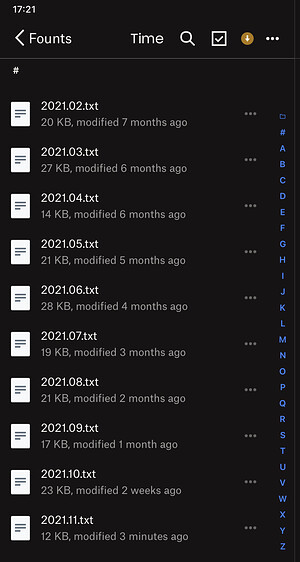 17:21
Founts Time
#
2021.02.txt
20 KB, modified 7 months ago
2021.03.txt
27 KB, modified 6 months ago
2021.04.txt
14 KB, modified 6 months ago
2021.05.txt
21 KB, modified 5 months ago
2021.06.txt
28 KB, modified 4 months ago
2021.07.txt
19 KB, modified 3 months ago
2021.08.txt
21 KB, modified 2 months ago
2021.09.txt
17 KB, modified 1 month ago
2021.10.txt
23 KB, modified 2 weeks ago
2021.11.txt
12 KB, modified 3 minutes ago
#
A
B
C
D
E
F
G
H
I
J
K
L
M
N
O
P
Q
R
S
T
U
V
W
X
Y
Z